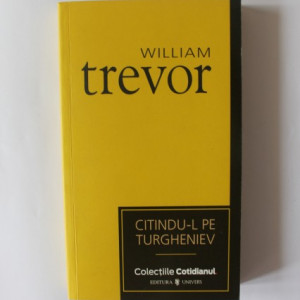 WILLIAM
trevor
CITINDU-L PE
TURGHENIEV
Colecţiile Cotidianul
EDITURA UNIVERS